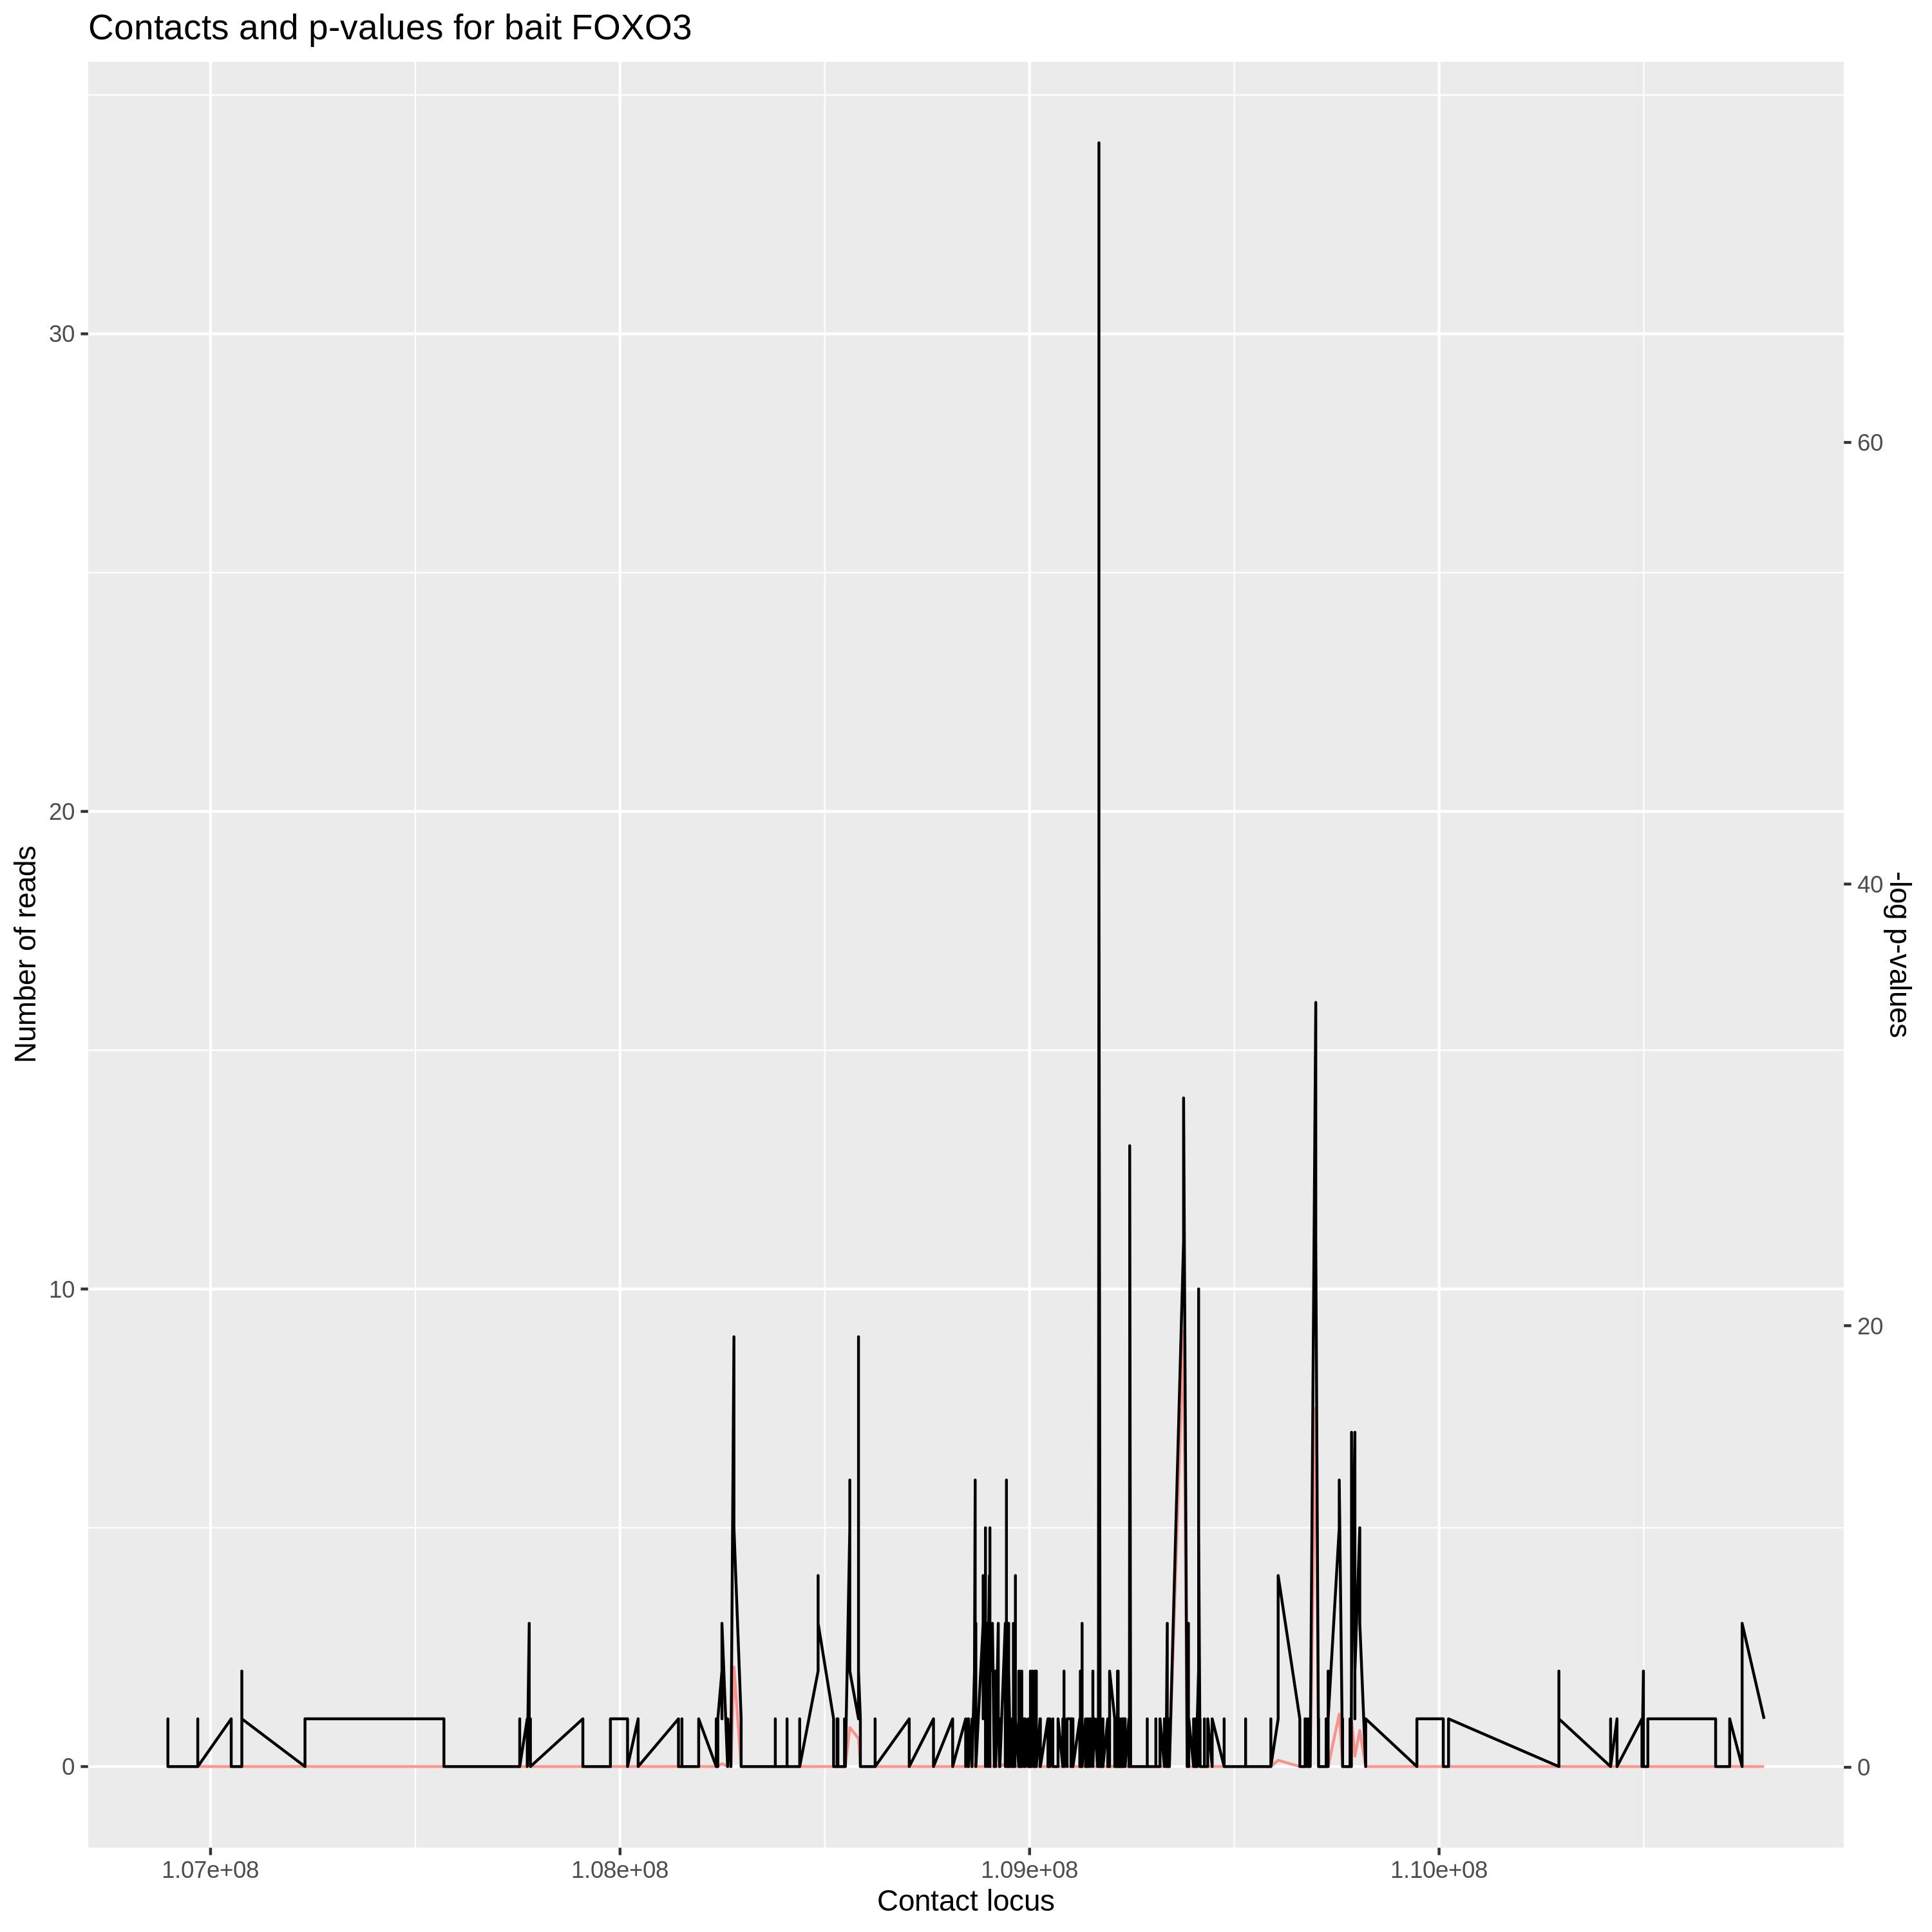 Contacts and p-values for bait FOXO3
Number of reads
30
20
10
0
60
40
20
0
-log p-values
1.07e+08
1.08e+08
1.09e+08
1.10e+08
Contact locus